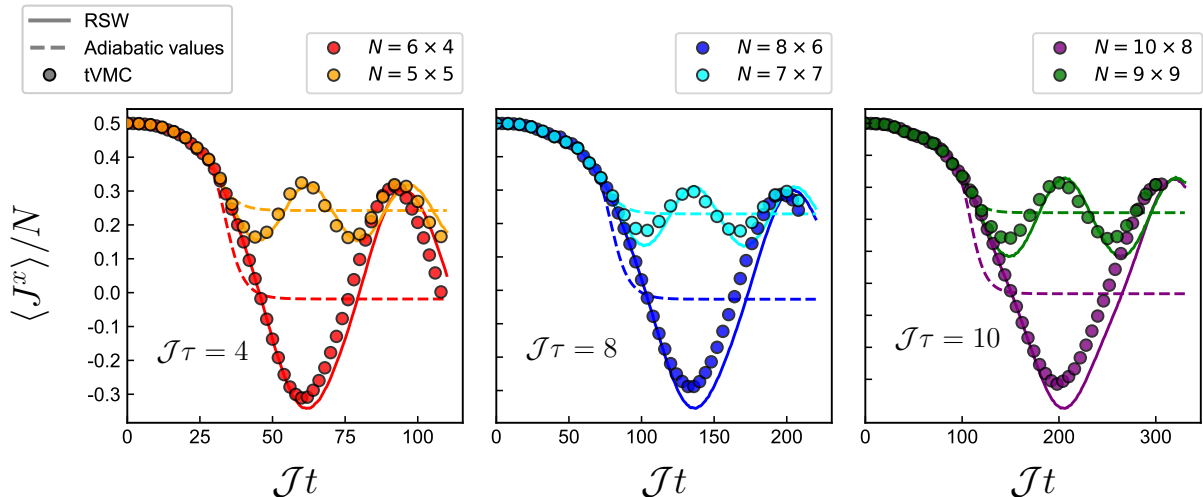 RSW
Adiabatic values
tVMC
N = 6 × 4
N = 5 × 5
N = 8 × 6
N = 7 × 7
N = 10 × 8
N = 9 × 9
⟨J^x⟩/N
0.5
0.4
0.3
0.2
0.1
0.0
-0.1
-0.2
-0.3
𝒥τ = 4
𝒥τ = 8
𝒥τ = 10
0 25 50 75 100
0 50 100 150 200
0 100 200 300
𝒥t
𝒥t
𝒥t